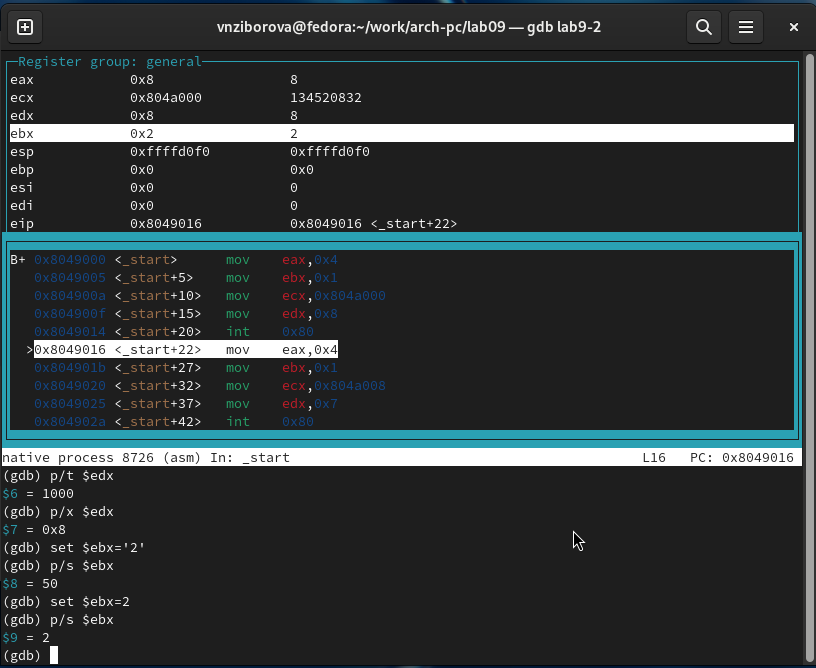 vnziborova@fedora:~/work/arch-pc/lab09 — gdb lab9-2
Register group: general
eax 0x8 8
ecx 0x804a000 134520832
edx 0x8 8
ebx 0x2 2
esp 0xffffd0f0 0xffffd0f0
ebp 0x0 0x0
esi 0x0 0
edi 0x0 0
eip 0x8049016 0x8049016 <_start+22>
B+ 0x8049000 <_start> mov eax,0x4
0x8049005 <_start+5> mov ebx,0x1
0x804900a <_start+10> mov ecx,0x804a000
0x804900f <_start+15> mov edx,0x8
0x8049014 <_start+20> int 0x80
>0x8049016 <_start+22> mov eax,0x4
0x804901b <_start+27> mov ebx,0x1
0x8049020 <_start+32> mov ecx,0x804a008
0x8049025 <_start+37> mov edx,0x7
0x804902a <_start+42> int 0x80
native process 8726 (asm) In: _start L16 PC: 0x8049016
(gdb) p/t $edx
$6 = 1000
(gdb) p/x $edx
$7 = 0x8
(gdb) set $ebx='2'
(gdb) p/s $ebx
$8 = 50
(gdb) set $ebx=2
(gdb) p/s $ebx
$9 = 2
(gdb)